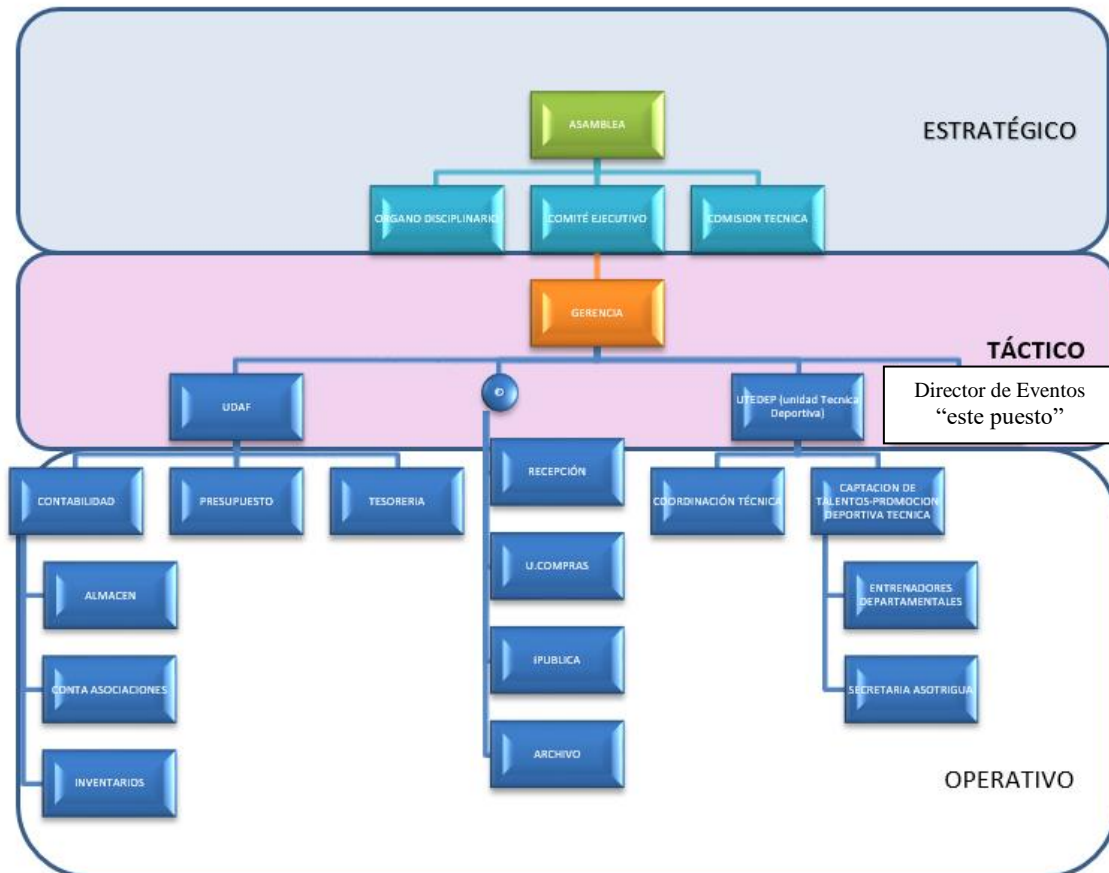 ASAMBLEA
ESTRATÉGICO
ORGANO DISCIPLINARIO
COMITÉ EJECUTIVO
COMISION TECNICA
GERENCIA
TÁCTICO
UDAF
©
UTEDEP (unidad Tecnica
Deportiva)
Director de Eventos
“este puesto”
CONTABILIDAD
PRESUPUESTO
TESORERIA
RECEPCIÓN
COORDINACIÓN TÉCNICA
CAPTACION DE
TALENTOS-PROMOCION
DEPORTIVA TECNICA
ALMACEN
U.COMPRAS
ENTRENADORES
DEPARTAMENTALES
CONTA ASOCIACIONES
IPUBLICA
SECRETARIA ASOTRIGUA
INVENTARIOS
ARCHIVO
OPERATIVO